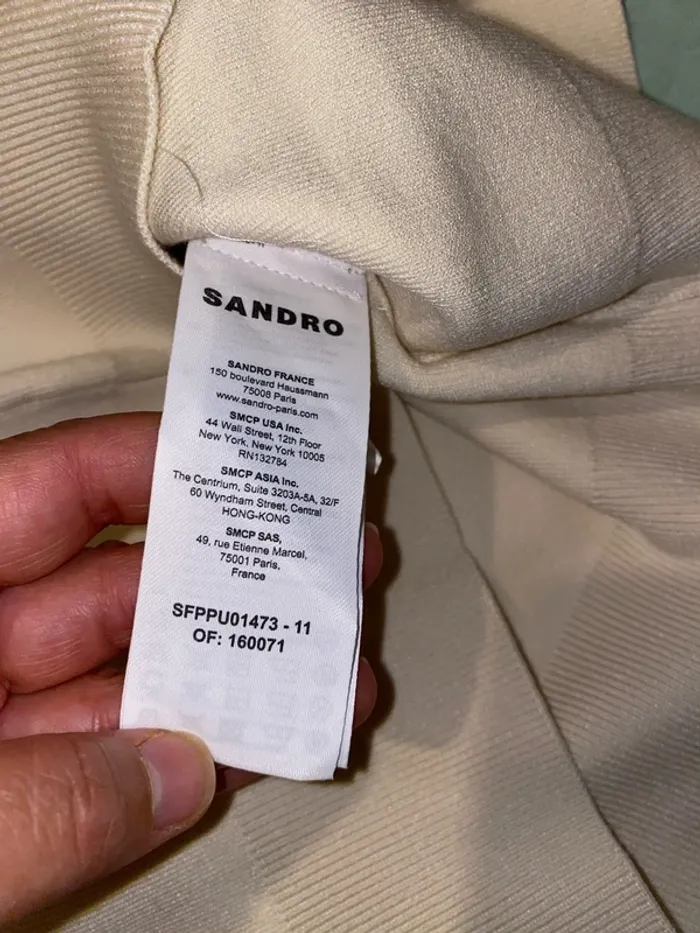 SANDRO
SANDRO FRANCE
150 boulevard Haussmann
75008 Paris
www.sandro-paris.com
SMCP USA Inc.
44 Wall Street, 12th Floor
New York, New York 10005
RN132784
SMCP ASIA Inc.
The Centrium, Suite 3203A-5A, 32/F
60 Wyndham Street, Central
HONG-KONG
SMCP SAS,
49, rue Etienne Marcel,
75001 Paris.
France
SFPPU01473 - 11
OF: 160071